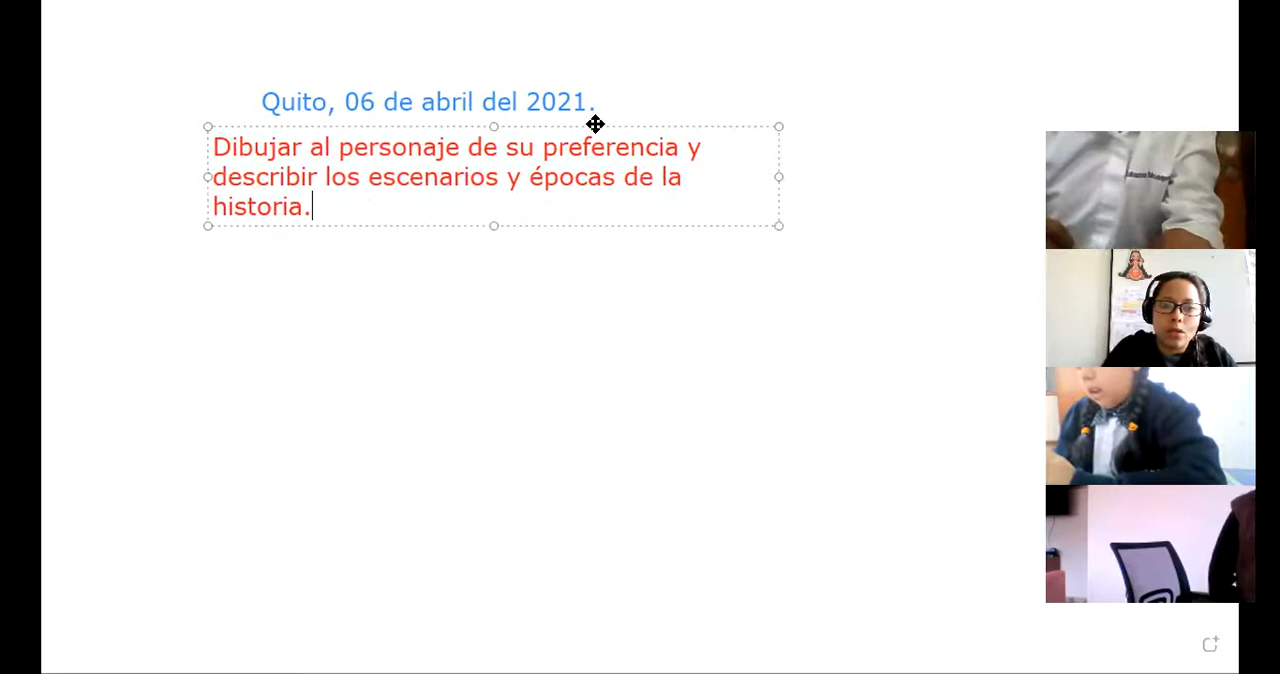 Quito, 06 de abril del 2021.
Dibujar al personaje de su preferencia y
describir los escenarios y épocas de la
historia.